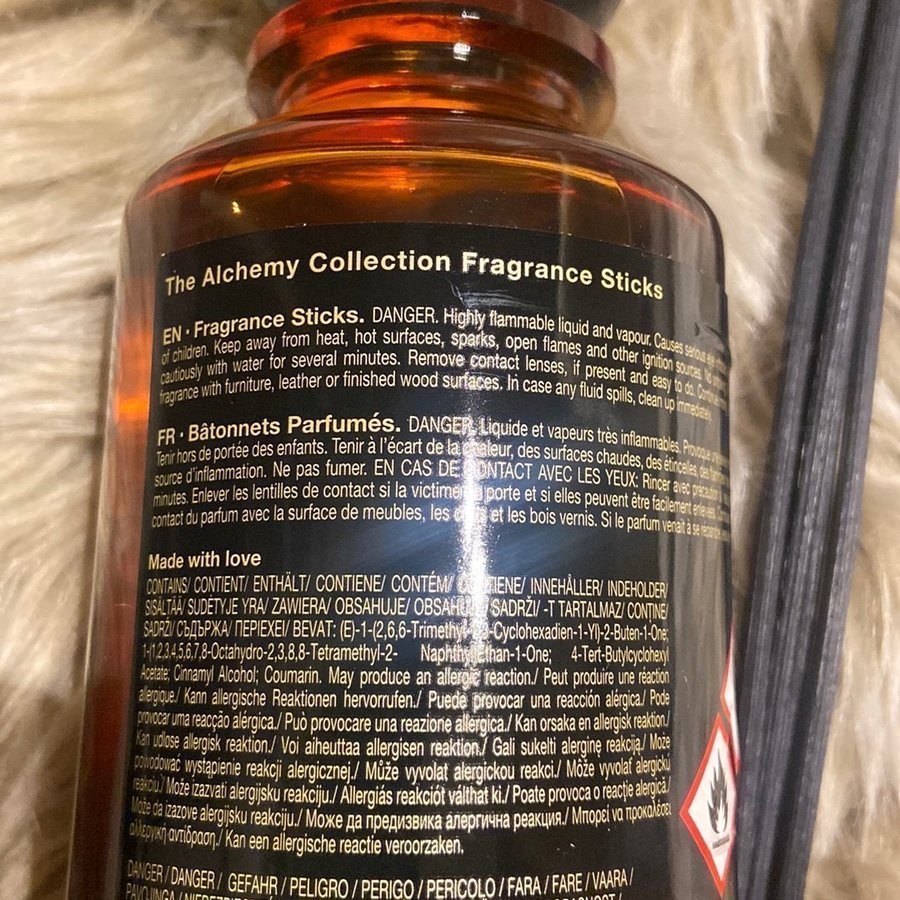 The Alchemy Collection Fragrance Sticks
EN · Fragrance Sticks. DANGER. Highly flammable liquid and vapour. Causes serious eye
of children. Keep away from heat, hot surfaces, sparks, open flames and other ignition sources. No
cautiously with water for several minutes. Remove contact lenses, if present and easy to do. Continue
fragrance with furniture, leather or finished wood surfaces. In case any fluid spills, clean up immediately.
FR · Bâtonnets Parfumés. DANGER. Liquide et vapeurs très inflammables. Provoque
Tenir hors de portée des enfants. Tenir à l'écart de la chaleur, des surfaces chaudes, des étincelles, des
source d'inflammation. Ne pas fumer. EN CAS DE CONTACT AVEC LES YEUX: Rincer avec précaution
minutes. Enlever les lentilles de contact si la victime en porte et si elles peuvent être facilement enlevées.
contact du parfum avec la surface de meubles, les cuirs et les bois vernis. Si le parfum venait à se
Made with love
CONTAINS/ CONTIENT/ ENTHÄLT/ CONTIENE/ CONTÉM/ CONTIENE/ INNEHÅLLER/ INDEHOLDER/
SISÄLTÄÄ/ SUDĖTYJE YRA/ ZAWIERA/ OBSAHUJE/ OBSAHUJE/ SADRŽI/ -T TARTALMAZ/ CONȚINE/
SADRŽI/ СЪДЪРЖА/ ΠΕΡΙΕΧΕΙ/ BEVAT: (E)-1-(2,6,6-Trimethyl-1,3-Cyclohexadien-1-Yl)-2-Buten-1-One;
1-(1,2,3,4,5,6,7,8-Octahydro-2,3,8,8-Tetramethyl-2- Naphthyl)Ethan-1-One; 4-Tert-Butylcyclohexyl
Acetate; Cinnamyl Alcohol; Coumarin. May produce an allergic reaction./ Peut produire une réaction
allergique./ Kann allergische Reaktionen hervorrufen./ Puede provocar una reacción alérgica./ Pode
provocar uma reacção alérgica./ Può provocare una reazione allergica./ Kan orsaka en allergisk reaktion./
Kan udløse allergisk reaktion./ Voi aiheuttaa allergisen reaktion./ Gali sukelti alerginę reakciją./ Może
powodować wystąpienie reakcji alergicznej./ Může vyvolat alergickou reakci./ Môže vyvolať alergickú
reakciu./ Može izazvati alergijsku reakciju./ Allergiás reakciót válthat ki./ Poate provoca o reacție alergică./
Može da izazove alergijsku reakciju./ Може да предизвика алергична реакция./ Μπορεί να προκαλέσει
αλλεργική αντίδραση./ Kan een allergische reactie veroorzaken.
DANGER / DANGER / GEFAHR / PELIGRO / PERIGO / PERICOLO / FARA / FARE / VAARA /